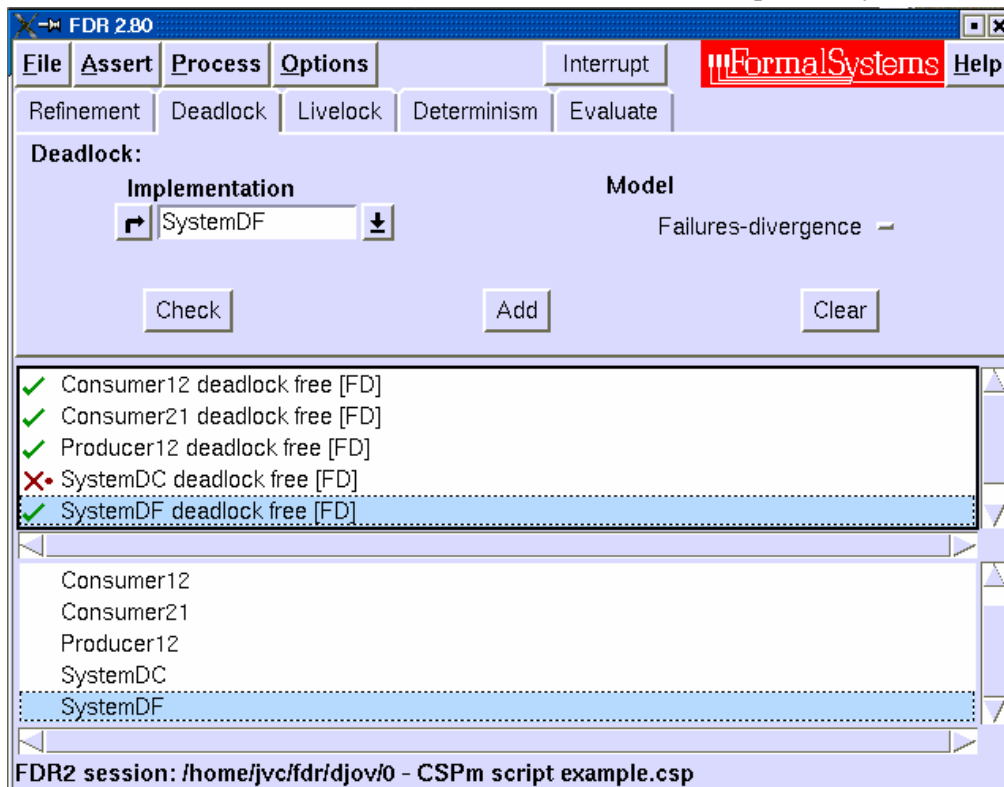 FDR 2.80
File Assert Process Options Interrupt FormalSystems Help
Refinement Deadlock Livelock Determinism Evaluate
Deadlock:
Implementation Model
SystemDF Failures-divergence
Check Add Clear
Consumer12 deadlock free [FD]
Consumer21 deadlock free [FD]
Producer12 deadlock free [FD]
SystemDC deadlock free [FD]
SystemDF deadlock free [FD]
Consumer12
Consumer21
Producer12
SystemDC
SystemDF
FDR2 session: /home/jvc/fdr/djov/0 - CSPm script example.csp